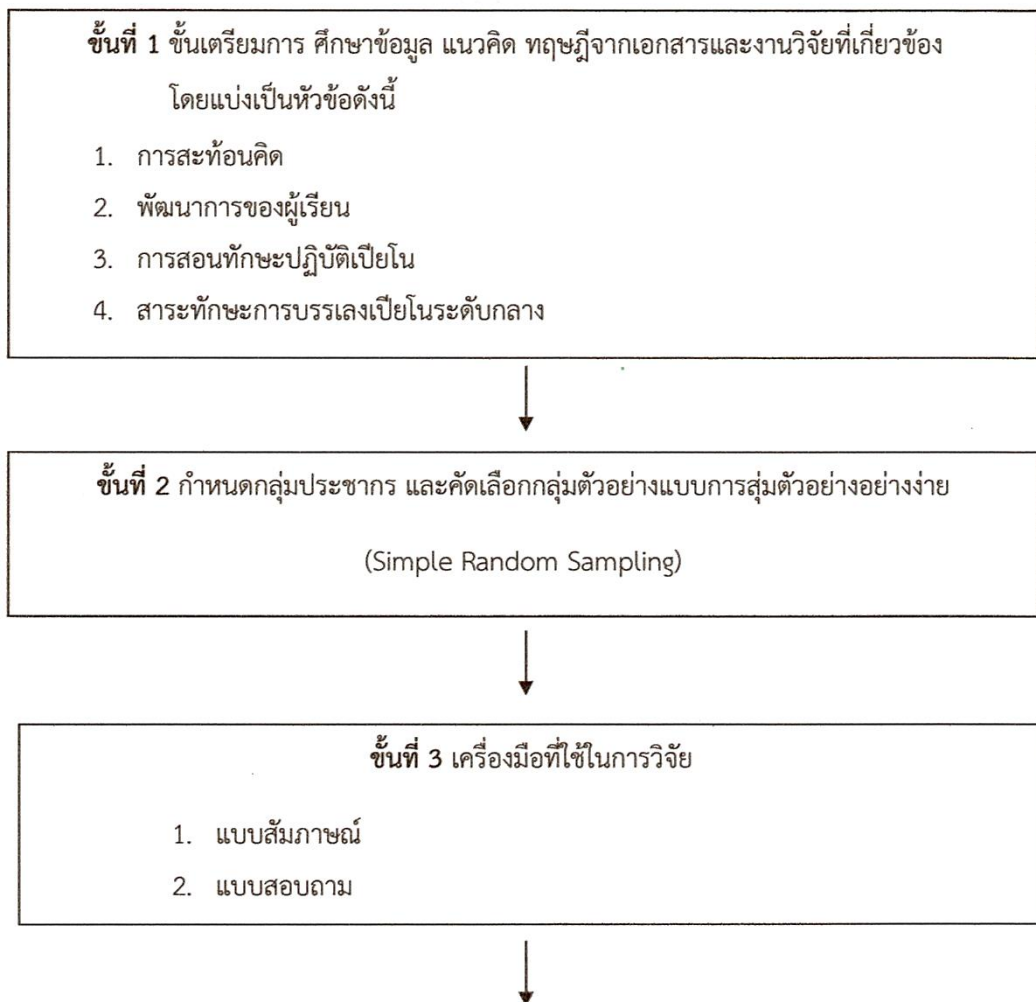 ขั้นที่ 1 ขั้นเตรียมการ ศึกษาข้อมูล แนวคิด ทฤษฎีจากเอกสารและงานวิจัยที่เกี่ยวข้อง
โดยแบ่งเป็นหัวข้อดังนี้
1. การสะท้อนคิด
2. พัฒนาการของผู้เรียน
3. การสอนทักษะปฏิบัติเปียโน
4. สาระทักษะการบรรเลงเปียโนระดับกลาง
ขั้นที่ 2 กำหนดกลุ่มประชากร และคัดเลือกกลุ่มตัวอย่างแบบการสุ่มตัวอย่างอย่างง่าย
(Simple Random Sampling)
ขั้นที่ 3 เครื่องมือที่ใช้ในการวิจัย
1. แบบสัมภาษณ์
2. แบบสอบถาม